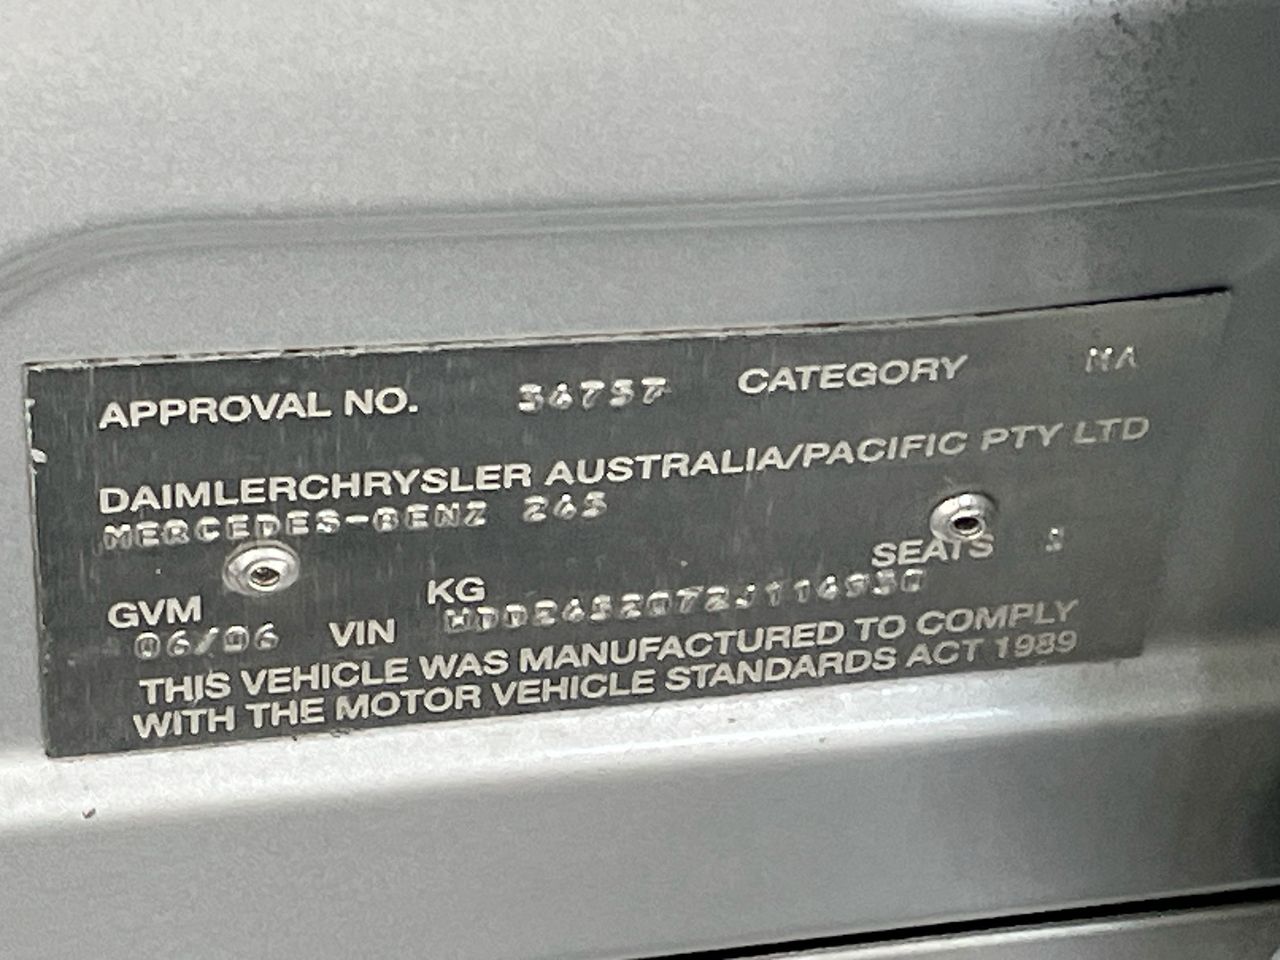 APPROVAL NO. 34737 CATEGORY MA
DAIMLERCHRYSLER AUSTRALIA/PACIFIC PTY LTD
MERCEDES-BENZ 245
GVM KG SEATS
06/06 VIN
THIS VEHICLE WAS MANUFACTURED TO COMPLY
WITH THE MOTOR VEHICLE STANDARDS ACT 1989